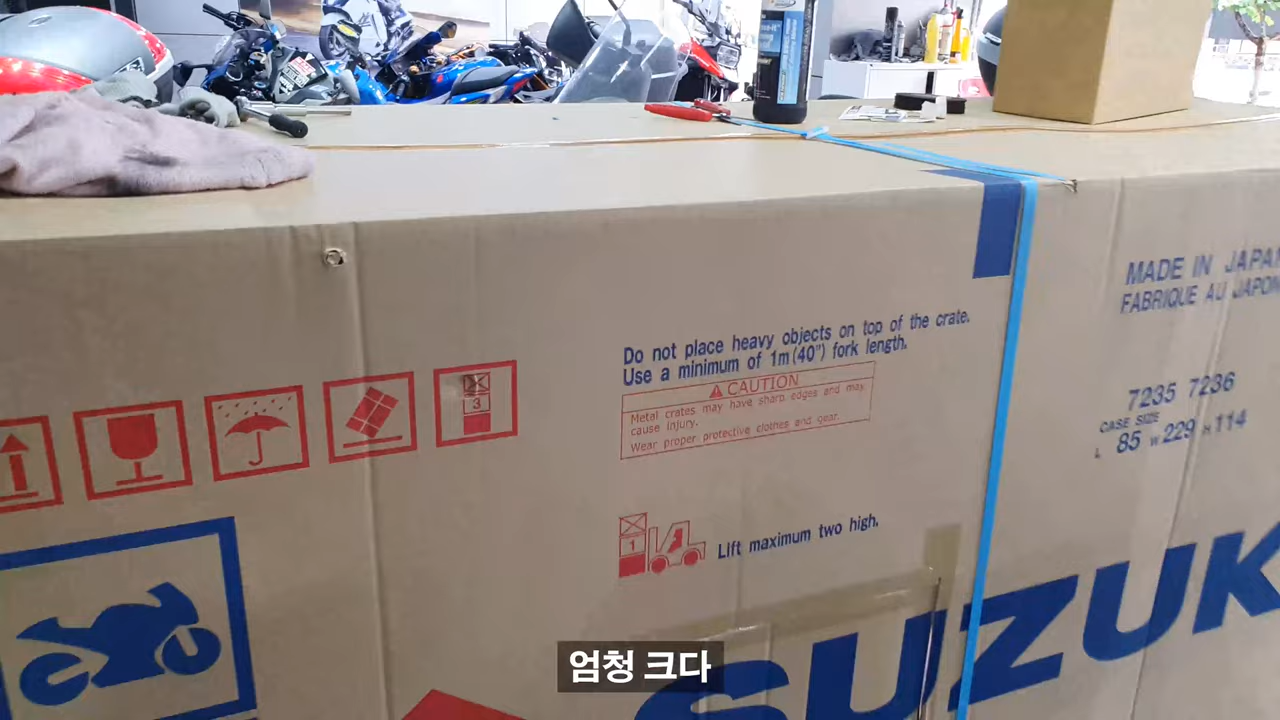 Do not place heavy objects on top of the crate.
Use a minimum of 1m (40") fork length.
CAUTION
Metal crates may have sharp edges and may
cause injury.
Wear proper protective clothes and gear.
3
1
Lift maximum two high.
MADE IN JAPAN
FABRIQUE AU JAPON
7235 7236
CASE SIZE
L 85 W 229 H 114
SUZUK
엄청 크다